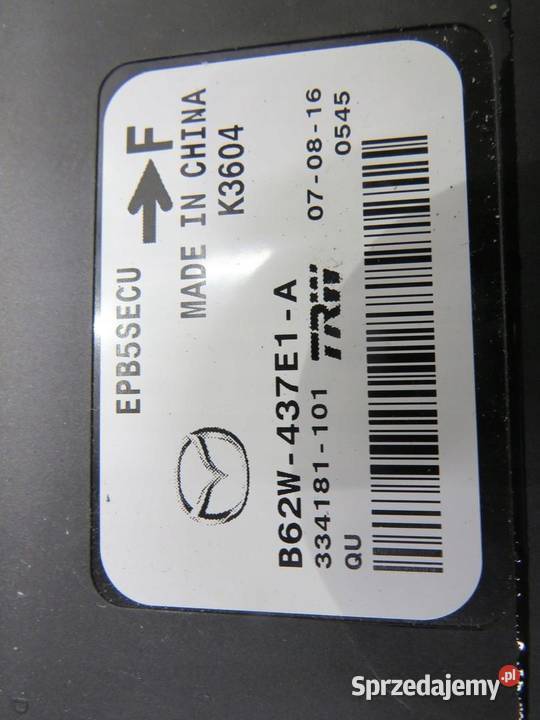 EPB5SECU
F
MADE IN CHINA
K3604
B62W-437E1-A
334181-101 TRW 07-08-16
QU
0545
Sprzedajemy.pl